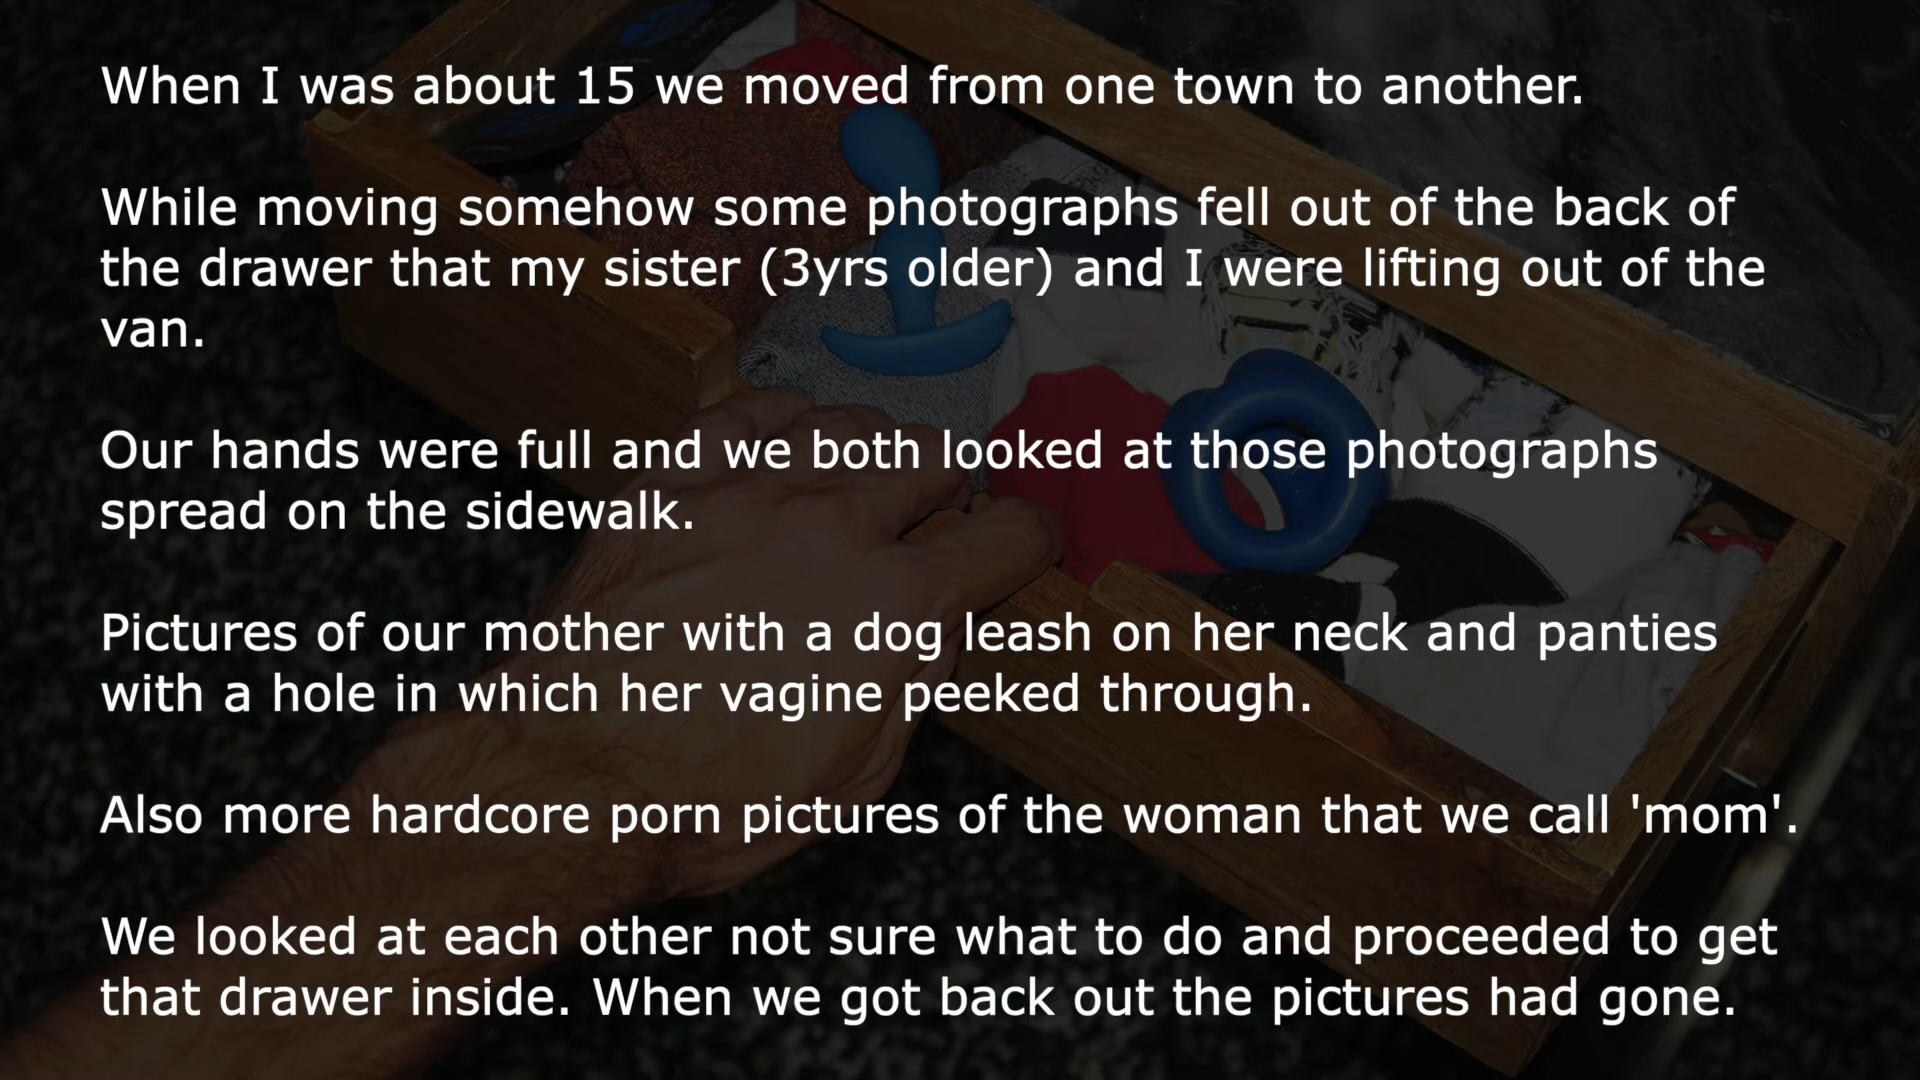 When I was about 15 we moved from one town to another.
While moving somehow some photographs fell out of the back of
the drawer that my sister (3yrs older) and I were lifting out of the
van.
Our hands were full and we both looked at those photographs
spread on the sidewalk.
Pictures of our mother with a dog leash on her neck and panties
with a hole in which her vagine peeked through.
Also more hardcore porn pictures of the woman that we call 'mom'.
We looked at each other not sure what to do and proceeded to get
that drawer inside. When we got back out the pictures had gone.